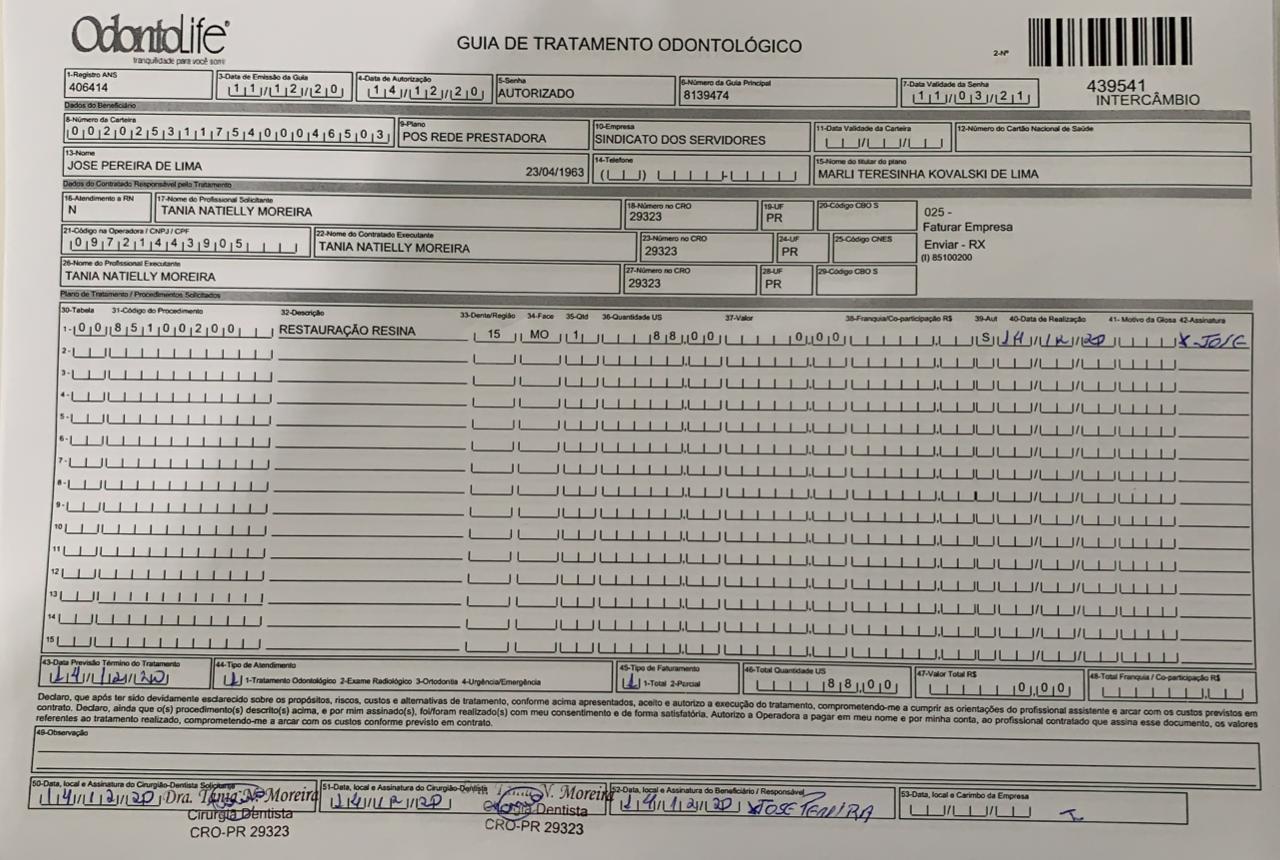 OdontoLife®
tranquilidade para você sorrir
GUIA DE TRATAMENTO ODONTOLÓGICO
2-Nº
439541
INTERCÂMBIO
1-Registro ANS
406414
3-Data de Emissão da Guia
11/12/20
4-Data de Autorização
14/12/20
5-Senha
AUTORIZADO
6-Número da Guia Principal
8139474
7-Data Validade da Senha
11/03/21
Dados do Beneficiário
8-Número da Carteira
00202531175400046503
9-Plano
POS REDE PRESTADORA
10-Empresa
SINDICATO DOS SERVIDORES
11-Data Validade da Carteira
12-Número do Cartão Nacional de Saúde
13-Nome
JOSE PEREIRA DE LIMA 23/04/1963
14-Telefone
15-Nome do titular do plano
MARLI TERESINHA KOVALSKI DE LIMA
Dados do Contratado Responsável pelo Tratamento
16-Atendimento a RN
N
17-Nome do Profissional Solicitante
TANIA NATIELLY MOREIRA
18-Número no CRO
29323
19-UF
PR
20-Código CBO S
025 -
Faturar Empresa
Enviar - RX
(I) 85100200
21-Código na Operadora / CNPJ / CPF
09721443905
22-Nome do Contratado Executante
TANIA NATIELLY MOREIRA
23-Número no CRO
29323
24-UF
PR
25-Código CNES
26-Nome do Profissional Executante
TANIA NATIELLY MOREIRA
27-Número no CRO
29323
28-UF
PR
29-Código CBO S
Plano de Tratamento / Procedimentos Solicitados
30-Tabela 31-Código do Procedimento 32-Descrição 33-Dente/Região 34-Face 35-Qtd 36-Quantidade US 37-Valor 38-Franquia/Co-participação R$ 39-Aut 40-Data de Realização 41- Motivo da Glosa 42-Assinatura
1- 00 85100200 RESTAURAÇÃO RESINA 15 MO 1 88,00 0,00 S 14/12/20 X-JOSE
2-
3-
4-
5-
6-
7-
8-
9-
10
11
12
13
14
15
43-Data Previsão Término do Tratamento
14/12/20
44-Tipo de Atendimento
1 1-Tratamento Odontológico 2-Exame Radiológico 3-Ortodontia 4-Urgência/Emergência
45-Tipo de Faturamento
1 1-Total 2-Parcial
46-Total Quantidade US
88,00
47-Valor Total R$
0,00
48-Total Franquia / Co-participação R$
Declaro, que após ter sido devidamente esclarecido sobre os propósitos, riscos, custos e alternativas de tratamento, conforme acima apresentados, aceito e autorizo a execução do tratamento, comprometendo-me a cumprir as orientações do profissional assistente e arcar com os custos previstos em
contrato. Declaro, ainda que o(s) procedimento(s) descrito(s) acima, e por mim assinado(s), foi/foram realizado(s) com meu consentimento e de forma satisfatória. Autorizo a Operadora a pagar em meu nome e por minha conta, ao profissional contratado que assina esse documento, os valores
referentes ao tratamento realizado, comprometendo-me a arcar com os custos conforme previsto em contrato.
49-Observação
50-Data, local e Assinatura do Cirurgião-Dentista Solicitante
14/12/20
Dra. Tania N. Moreira
Cirurgiã Dentista
CRO-PR 29323
51-Data, local e Assinatura do Cirurgião-Dentista
14/12/20
Tania N. Moreira
Cirurgiã Dentista
CRO-PR 29323
52-Data, local e Assinatura do Beneficiário / Responsável
14/12/20 X JOSE PEREIRA
53-Data, local e Carimbo da Empresa